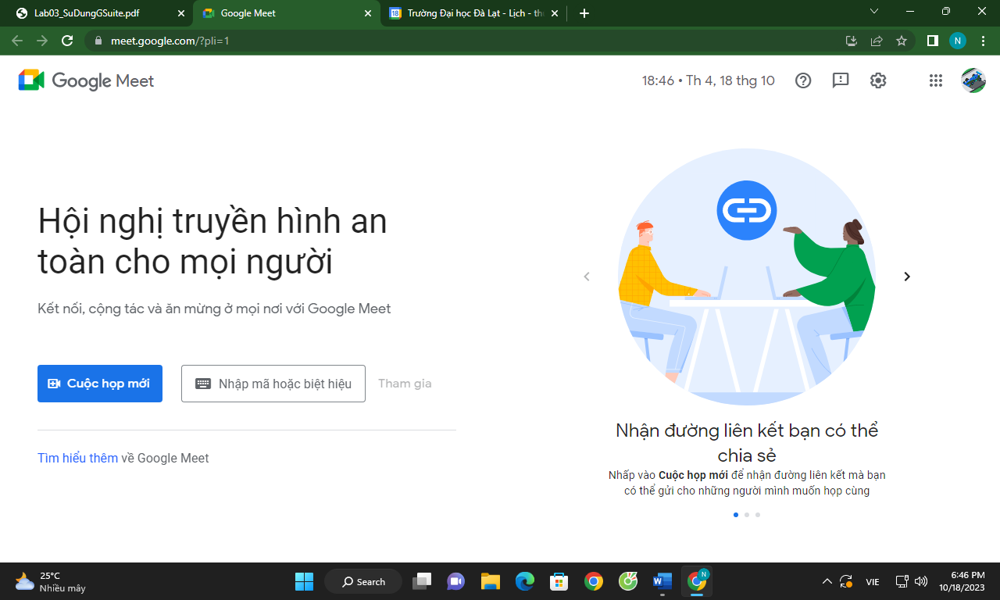 Lab03_SuDungGSuite.pdf
Google Meet
Trường Đại học Đà Lạt - Lịch - th
meet.google.com/?pli=1
N
Google Meet
18:46 • Th 4, 18 thg 10
Hội nghị truyền hình an
toàn cho mọi người
Kết nối, cộng tác và ăn mừng ở mọi nơi với Google Meet
Cuộc họp mới
Nhập mã hoặc biệt hiệu
Tham gia
Tìm hiểu thêm về Google Meet
Nhận đường liên kết bạn có thể
chia sẻ
Nhấp vào Cuộc họp mới để nhận đường liên kết mà bạn
có thể gửi cho những người mình muốn họp cùng
25°C
Nhiều mây
Search
N
VIE
6:46 PM
10/18/2023